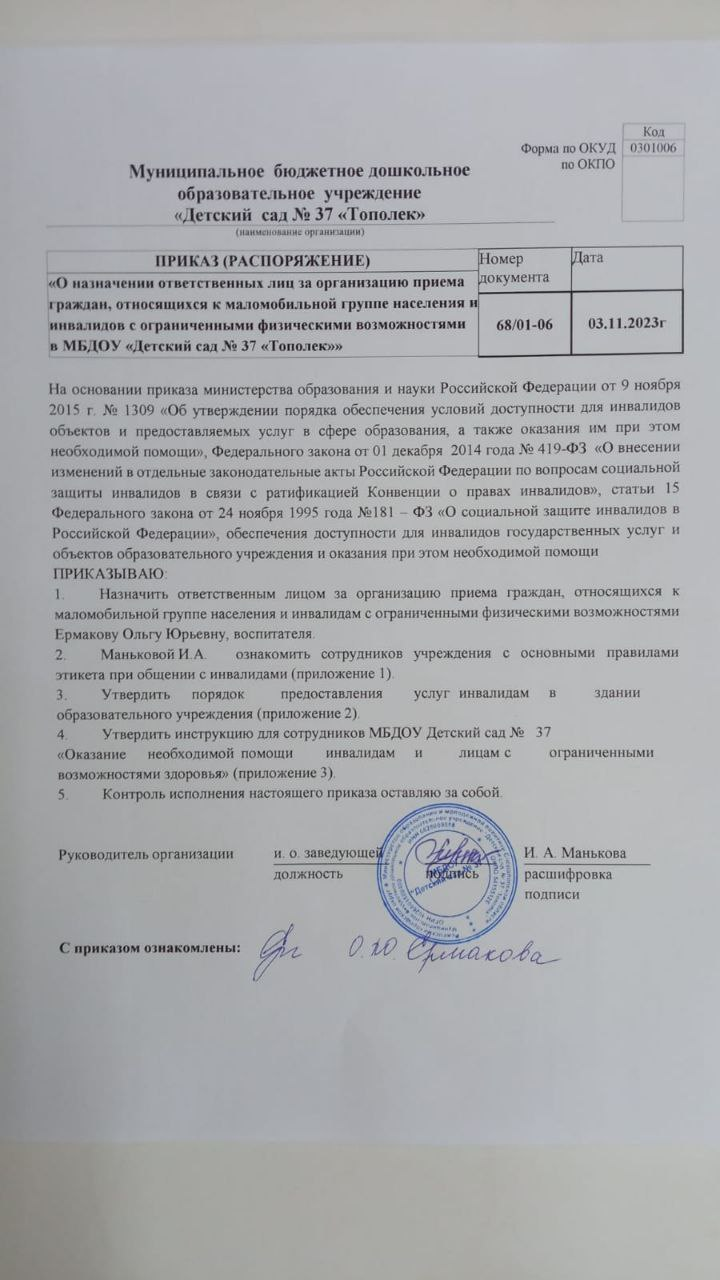 Код
Форма по ОКУД 0301006
по ОКПО
Муниципальное бюджетное дошкольное
образовательное учреждение
«Детский сад № 37 «Тополек»
(наименование организации)
ПРИКАЗ (РАСПОРЯЖЕНИЕ)
Номер документа
Дата
«О назначении ответственных лиц за организацию приема
граждан, относящихся к маломобильной группе населения и
инвалидов с ограниченными физическими возможностями
в МБДОУ «Детский сад № 37 «Тополек»»
68/01-06
03.11.2023г
На основании приказа министерства образования и науки Российской Федерации от 9 ноября
2015 г. № 1309 «Об утверждении порядка обеспечения условий доступности для инвалидов
объектов и предоставляемых услуг в сфере образования, а также оказания им при этом
необходимой помощи», Федерального закона от 01 декабря 2014 года № 419-ФЗ «О внесении
изменений в отдельные законодательные акты Российской Федерации по вопросам социальной
защиты инвалидов в связи с ратификацией Конвенции о правах инвалидов», статьи 15
Федерального закона от 24 ноября 1995 года №181 – ФЗ «О социальной защите инвалидов в
Российской Федерации», обеспечения доступности для инвалидов государственных услуг и
объектов образовательного учреждения и оказания при этом необходимой помощи
ПРИКАЗЫВАЮ:
1. Назначить ответственным лицом за организацию приема граждан, относящихся к
маломобильной группе населения и инвалидам с ограниченными физическими возможностями
Ермакову Ольгу Юрьевну, воспитателя.
2. Маньковой И.А. ознакомить сотрудников учреждения с основными правилами
этикета при общении с инвалидами (приложение 1).
3. Утвердить порядок предоставления услуг инвалидам в здании
образовательного учреждения (приложение 2).
4. Утвердить инструкцию для сотрудников МБДОУ Детский сад № 37
«Оказание необходимой помощи инвалидам и лицам с ограниченными
возможностями здоровья» (приложение 3).
5. Контроль исполнения настоящего приказа оставляю за собой.
Руководитель организации и. о. заведующей И. А. Манькова
должность подпись расшифровка
подписи
С приказом ознакомлены: О.Ю. Ермакова